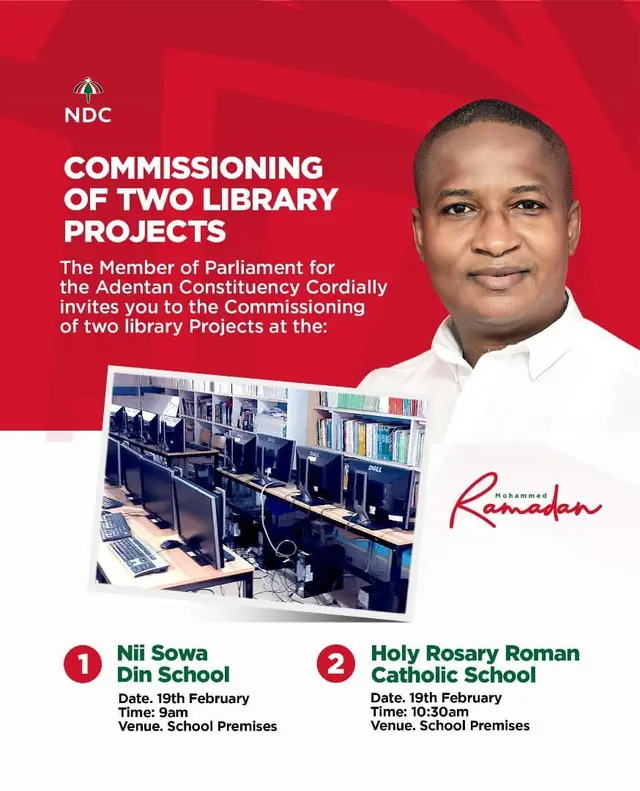 NDC
COMMISSIONING
OF TWO LIBRARY
PROJECTS
The Member of Parliament for
the Adentan Constituency Cordially
invites you to the Commissioning
of two library Projects at the:
DELL
Mohammed
Ramadan
1
Nii Sowa
Din School
Date. 19th February
Time: 9am
Venue. School Premises
2
Holy Rosary Roman
Catholic School
Date. 19th February
Time: 10:30am
Venue. School Premises